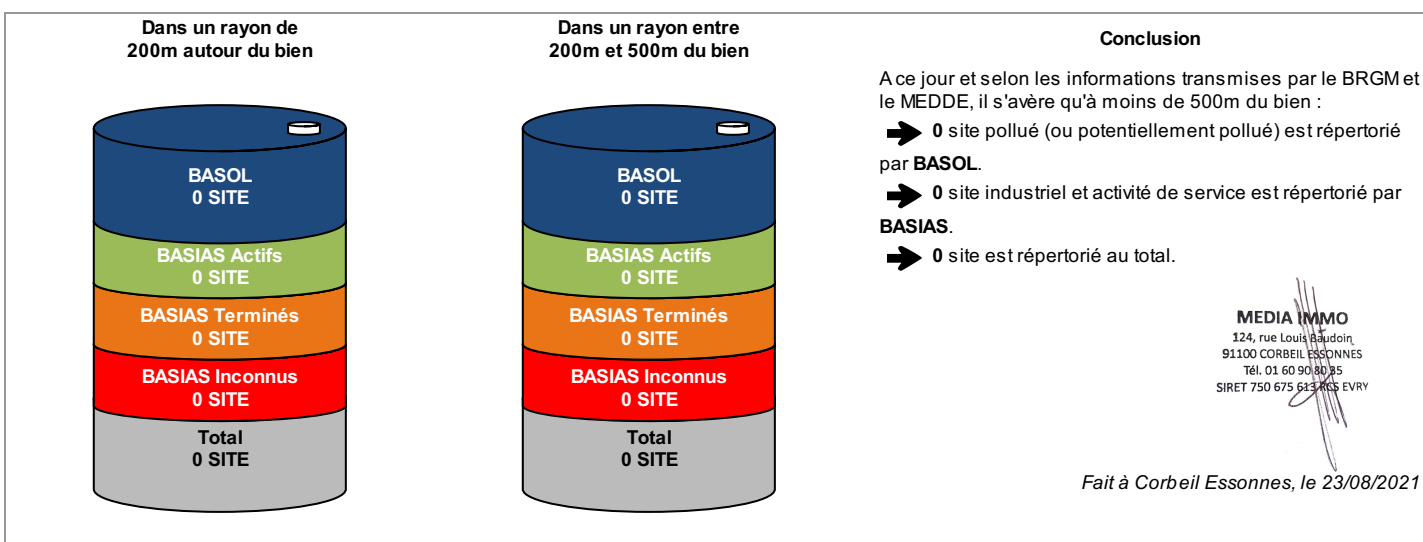 Dans un rayon de
200m autour du bien
BASOL
0 SITE
BASIAS Actifs
0 SITE
BASIAS Terminés
0 SITE
BASIAS Inconnus
0 SITE
Total
0 SITE
Dans un rayon entre
200m et 500m du bien
BASOL
0 SITE
BASIAS Actifs
0 SITE
BASIAS Terminés
0 SITE
BASIAS Inconnus
0 SITE
Total
0 SITE
Conclusion
A ce jour et selon les informations transmises par le BRGM et
le MEDDE, il s'avère qu'à moins de 500m du bien :
0 site pollué (ou potentiellement pollué) est répertorié
par BASOL.
0 site industriel et activité de service est répertorié par
BASIAS.
0 site est répertorié au total.
MEDIA IMMO
124, rue Louis Baudoin
91100 CORBEIL ESSONNES
Tél. 01 60 90 80 85
SIRET 750 675 613 RCS EVRY
Fait à Corbeil Essonnes, le 23/08/2021